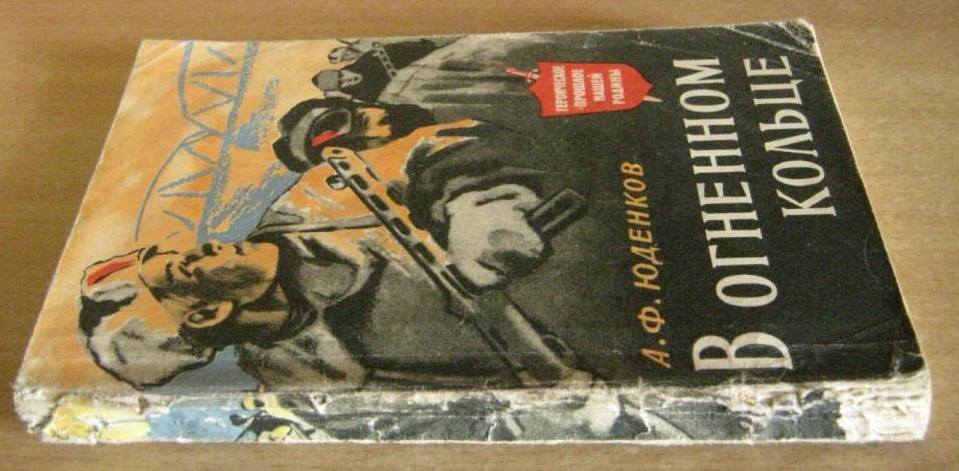 ГЕРОИЧЕСКОЕ
ПРОШЛОЕ
НАШЕЙ
РОДИНЫ
А. Ф. ЮДЕНКОВ
В ОГНЕННОМ
КОЛЬЦЕ